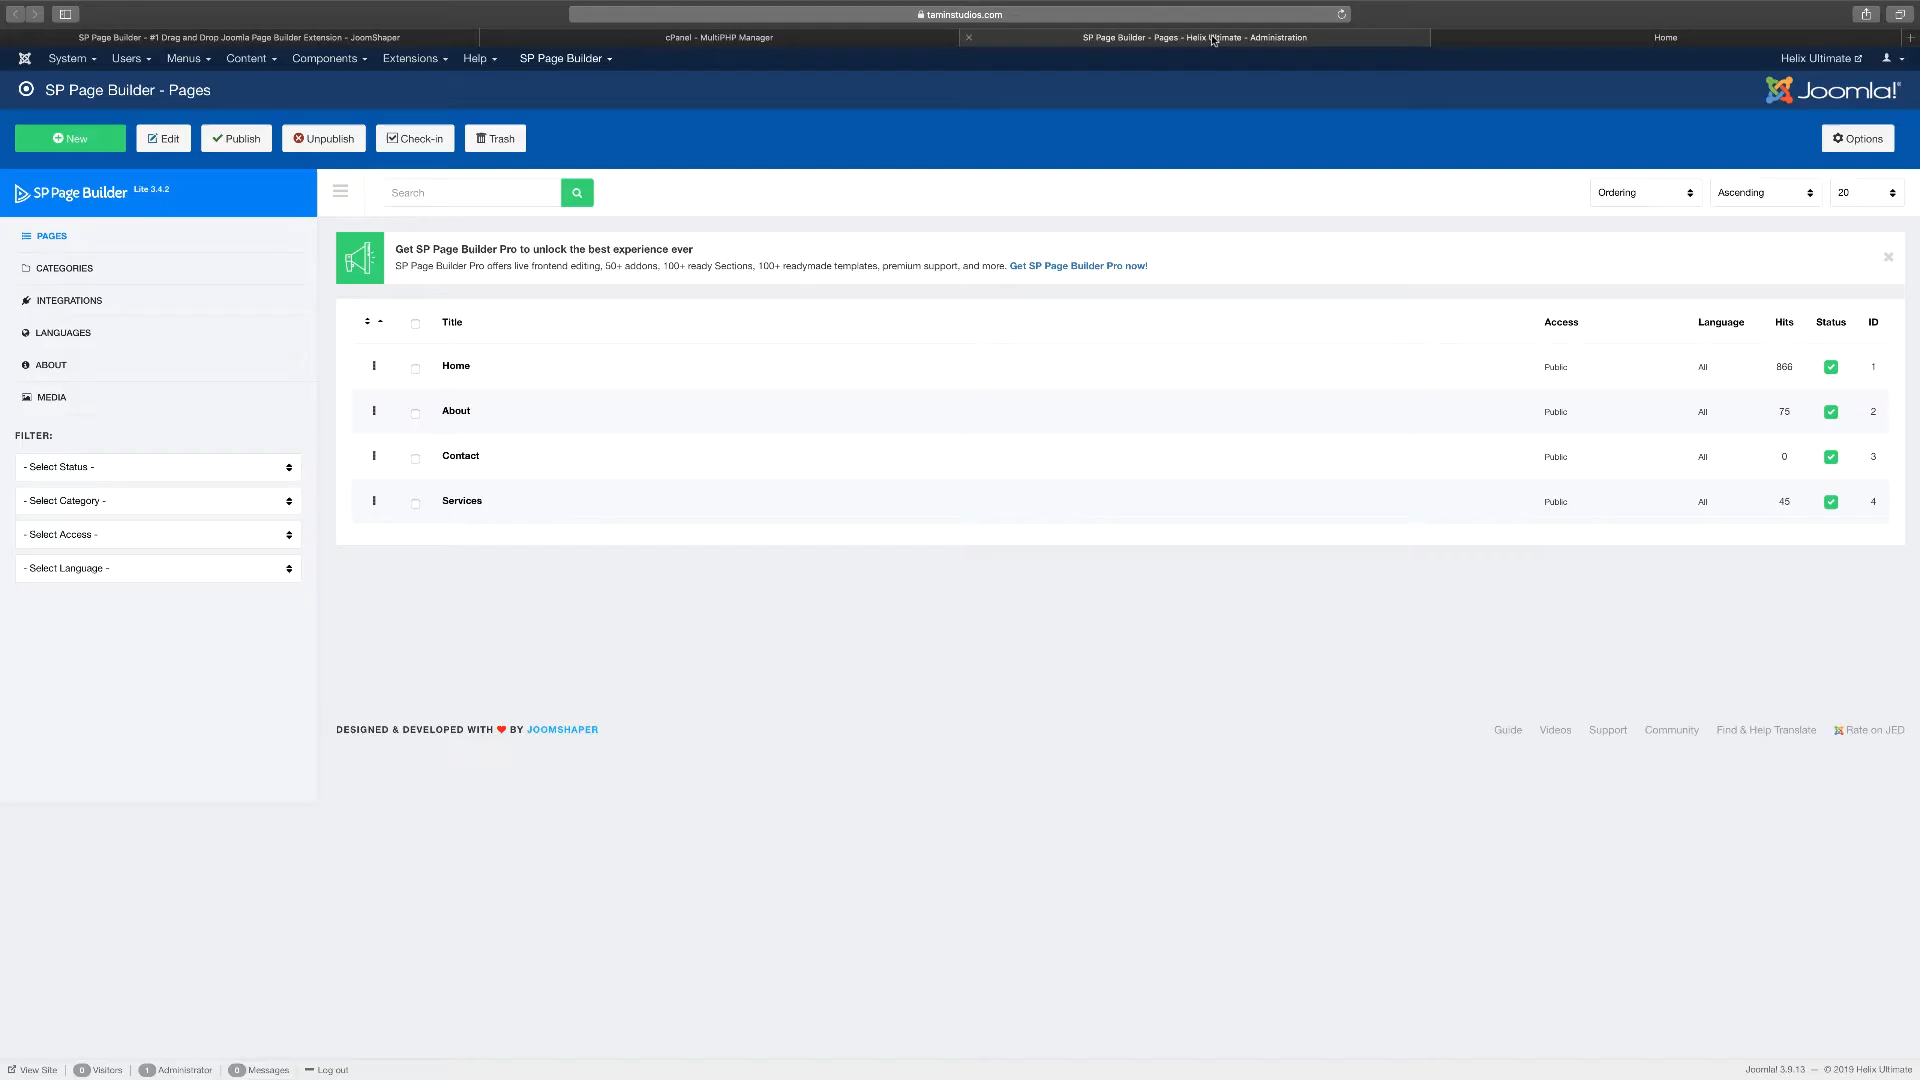 taminstudios.com
SP Page Builder - #1 Drag and Drop Joomla Page Builder Extension - JoomShaper
cPanel - MultiPHP Manager
SP Page Builder - Pages - Helix Ultimate - Administration
Home
System Users Menus Content Components Extensions Help SP Page Builder
Helix Ultimate
SP Page Builder - Pages
Joomla!®
New Edit Publish Unpublish Check-in Trash
Options
SP Page Builder Lite 3.4.2
Search
Ordering Ascending 20
PAGES
CATEGORIES
INTEGRATIONS
LANGUAGES
ABOUT
MEDIA
FILTER:
- Select Status -
- Select Category -
- Select Access -
- Select Language -
Get SP Page Builder Pro to unlock the best experience ever
SP Page Builder Pro offers live frontend editing, 50+ addons, 100+ ready Sections, 100+ readymade templates, premium support, and more. Get SP Page Builder Pro now!
Title Access Language Hits Status ID
Home Public All 866 1
About Public All 75 2
Contact Public All 0 3
Services Public All 45 4
DESIGNED & DEVELOPED WITH ❤ BY JOOMSHAPER
Guide Videos Support Community Find & Help Translate Rate on JED
View Site 0 Visitors 1 Administrator 0 Messages Log out
Joomla! 3.9.13 — © 2019 Helix Ultimate